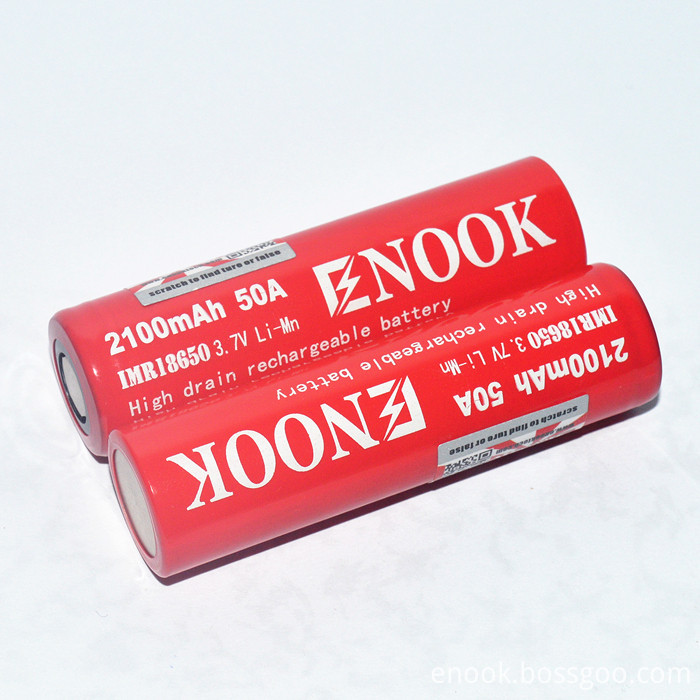 scratch to find ture or false
ENOOK
2100mAh 50A
IMR18650 3.7V Li-Mn
High drain rechargeable battery
ENOOK
2100mAh 50A
IMR18650 3.7V Li-Mn
High drain rechargeable battery
scratch to find ture or false
enook.bossgoo.com